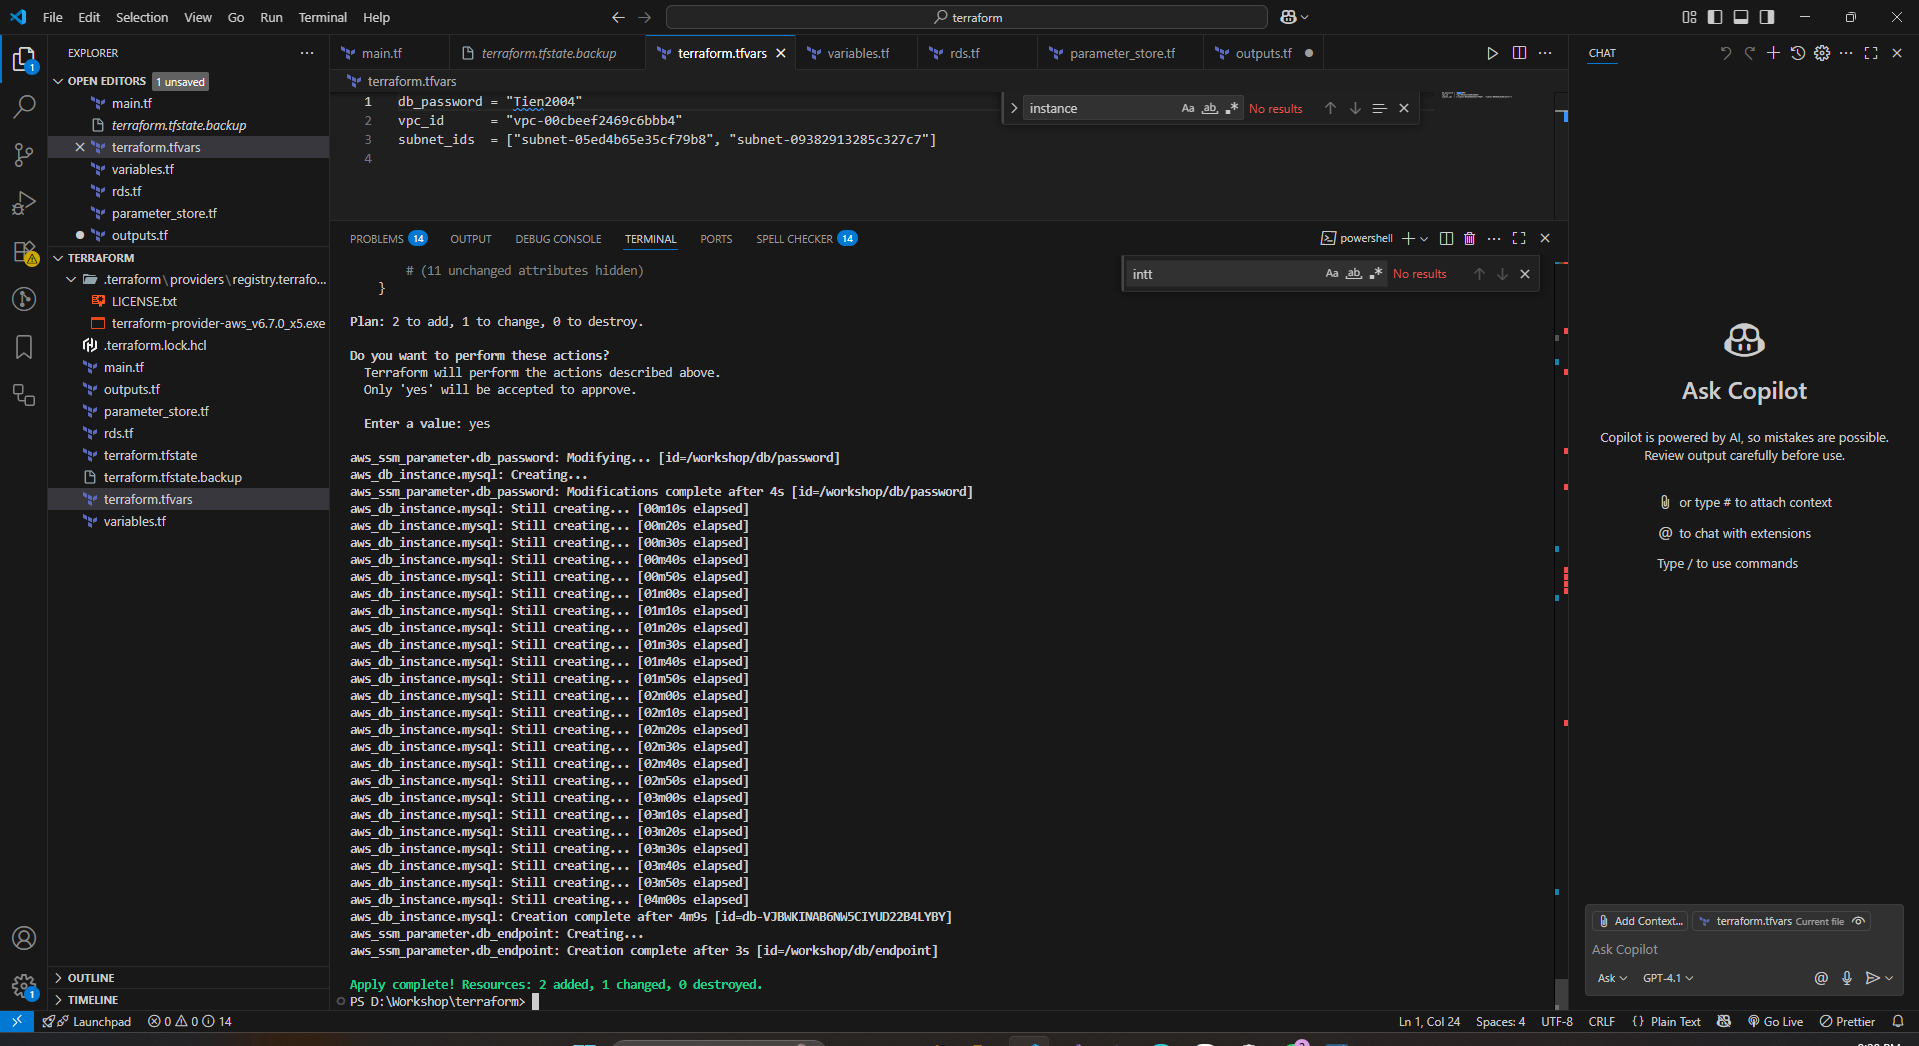 File Edit Selection View Go Run Terminal Help
terraform
EXPLORER
OPEN EDITORS 1 unsaved
main.tf
terraform.tfstate.backup
terraform.tfvars
variables.tf
rds.tf
parameter_store.tf
outputs.tf
TERRAFORM
.terraform\providers\registry.terrafo...
LICENSE.txt
terraform-provider-aws_v6.7.0_x5.exe
.terraform.lock.hcl
main.tf
outputs.tf
parameter_store.tf
rds.tf
terraform.tfstate
terraform.tfstate.backup
terraform.tfvars
variables.tf
OUTLINE
TIMELINE
1
1
main.tf terraform.tfstate.backup terraform.tfvars variables.tf rds.tf parameter_store.tf outputs.tf
terraform.tfvars
1 db_password = "Tien2004"
2 vpc_id = "vpc-00cbeef2469c6bbb4"
3 subnet_ids = ["subnet-05ed4b65e35cf79b8", "subnet-09382913285c327c7"]
4
instance Aa ab .* No results
PROBLEMS 14 OUTPUT DEBUG CONSOLE TERMINAL PORTS SPELL CHECKER 14 powershell
intt Aa ab .* No results
# (11 unchanged attributes hidden)
}
Plan: 2 to add, 1 to change, 0 to destroy.
Do you want to perform these actions?
Terraform will perform the actions described above.
Only 'yes' will be accepted to approve.
Enter a value: yes
aws_ssm_parameter.db_password: Modifying... [id=/workshop/db/password]
aws_db_instance.mysql: Creating...
aws_ssm_parameter.db_password: Modifications complete after 4s [id=/workshop/db/password]
aws_db_instance.mysql: Still creating... [00m10s elapsed]
aws_db_instance.mysql: Still creating... [00m20s elapsed]
aws_db_instance.mysql: Still creating... [00m30s elapsed]
aws_db_instance.mysql: Still creating... [00m40s elapsed]
aws_db_instance.mysql: Still creating... [00m50s elapsed]
aws_db_instance.mysql: Still creating... [01m00s elapsed]
aws_db_instance.mysql: Still creating... [01m10s elapsed]
aws_db_instance.mysql: Still creating... [01m20s elapsed]
aws_db_instance.mysql: Still creating... [01m30s elapsed]
aws_db_instance.mysql: Still creating... [01m40s elapsed]
aws_db_instance.mysql: Still creating... [01m50s elapsed]
aws_db_instance.mysql: Still creating... [02m00s elapsed]
aws_db_instance.mysql: Still creating... [02m10s elapsed]
aws_db_instance.mysql: Still creating... [02m20s elapsed]
aws_db_instance.mysql: Still creating... [02m30s elapsed]
aws_db_instance.mysql: Still creating... [02m40s elapsed]
aws_db_instance.mysql: Still creating... [02m50s elapsed]
aws_db_instance.mysql: Still creating... [03m00s elapsed]
aws_db_instance.mysql: Still creating... [03m10s elapsed]
aws_db_instance.mysql: Still creating... [03m20s elapsed]
aws_db_instance.mysql: Still creating... [03m30s elapsed]
aws_db_instance.mysql: Still creating... [03m40s elapsed]
aws_db_instance.mysql: Still creating... [03m50s elapsed]
aws_db_instance.mysql: Still creating... [04m00s elapsed]
aws_db_instance.mysql: Creation complete after 4m9s [id=db-VJBWKINAB6NW5CIYUD22B4LYBY]
aws_ssm_parameter.db_endpoint: Creating...
aws_ssm_parameter.db_endpoint: Creation complete after 3s [id=/workshop/db/endpoint]
Apply complete! Resources: 2 added, 1 changed, 0 destroyed.
PS D:\Workshop\terraform>
CHAT
Ask Copilot
Copilot is powered by AI, so mistakes are possible.
Review output carefully before use.
or type # to attach context
@ to chat with extensions
Type / to use commands
Add Context... terraform.tfvars Current file
Ask Copilot
Ask GPT-4.1 @
Launchpad 0 0 14
Ln 1, Col 24 Spaces: 4 UTF-8 CRLF {} Plain Text Go Live Prettier